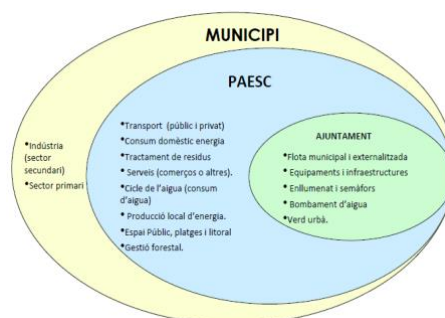 MUNICIPI
PAESC
•Indústria
(sector
secundari)
•Sector primari
•Transport (públic i privat)
•Consum domèstic energia
•Tractament de residus
• Serveis (comerços o altres).
•Cicle de l'aigua (consum
d'aigua)
• Producció local d'energia.
•Espai Públic, platges i litoral
•Gestió forestal.
AJUNTAMENT
•Flota municipal i externalitzada
• Equipaments i infraestructures
• Enllumenat i semàfors
• Bombament d'aigua
•Verd urbà.